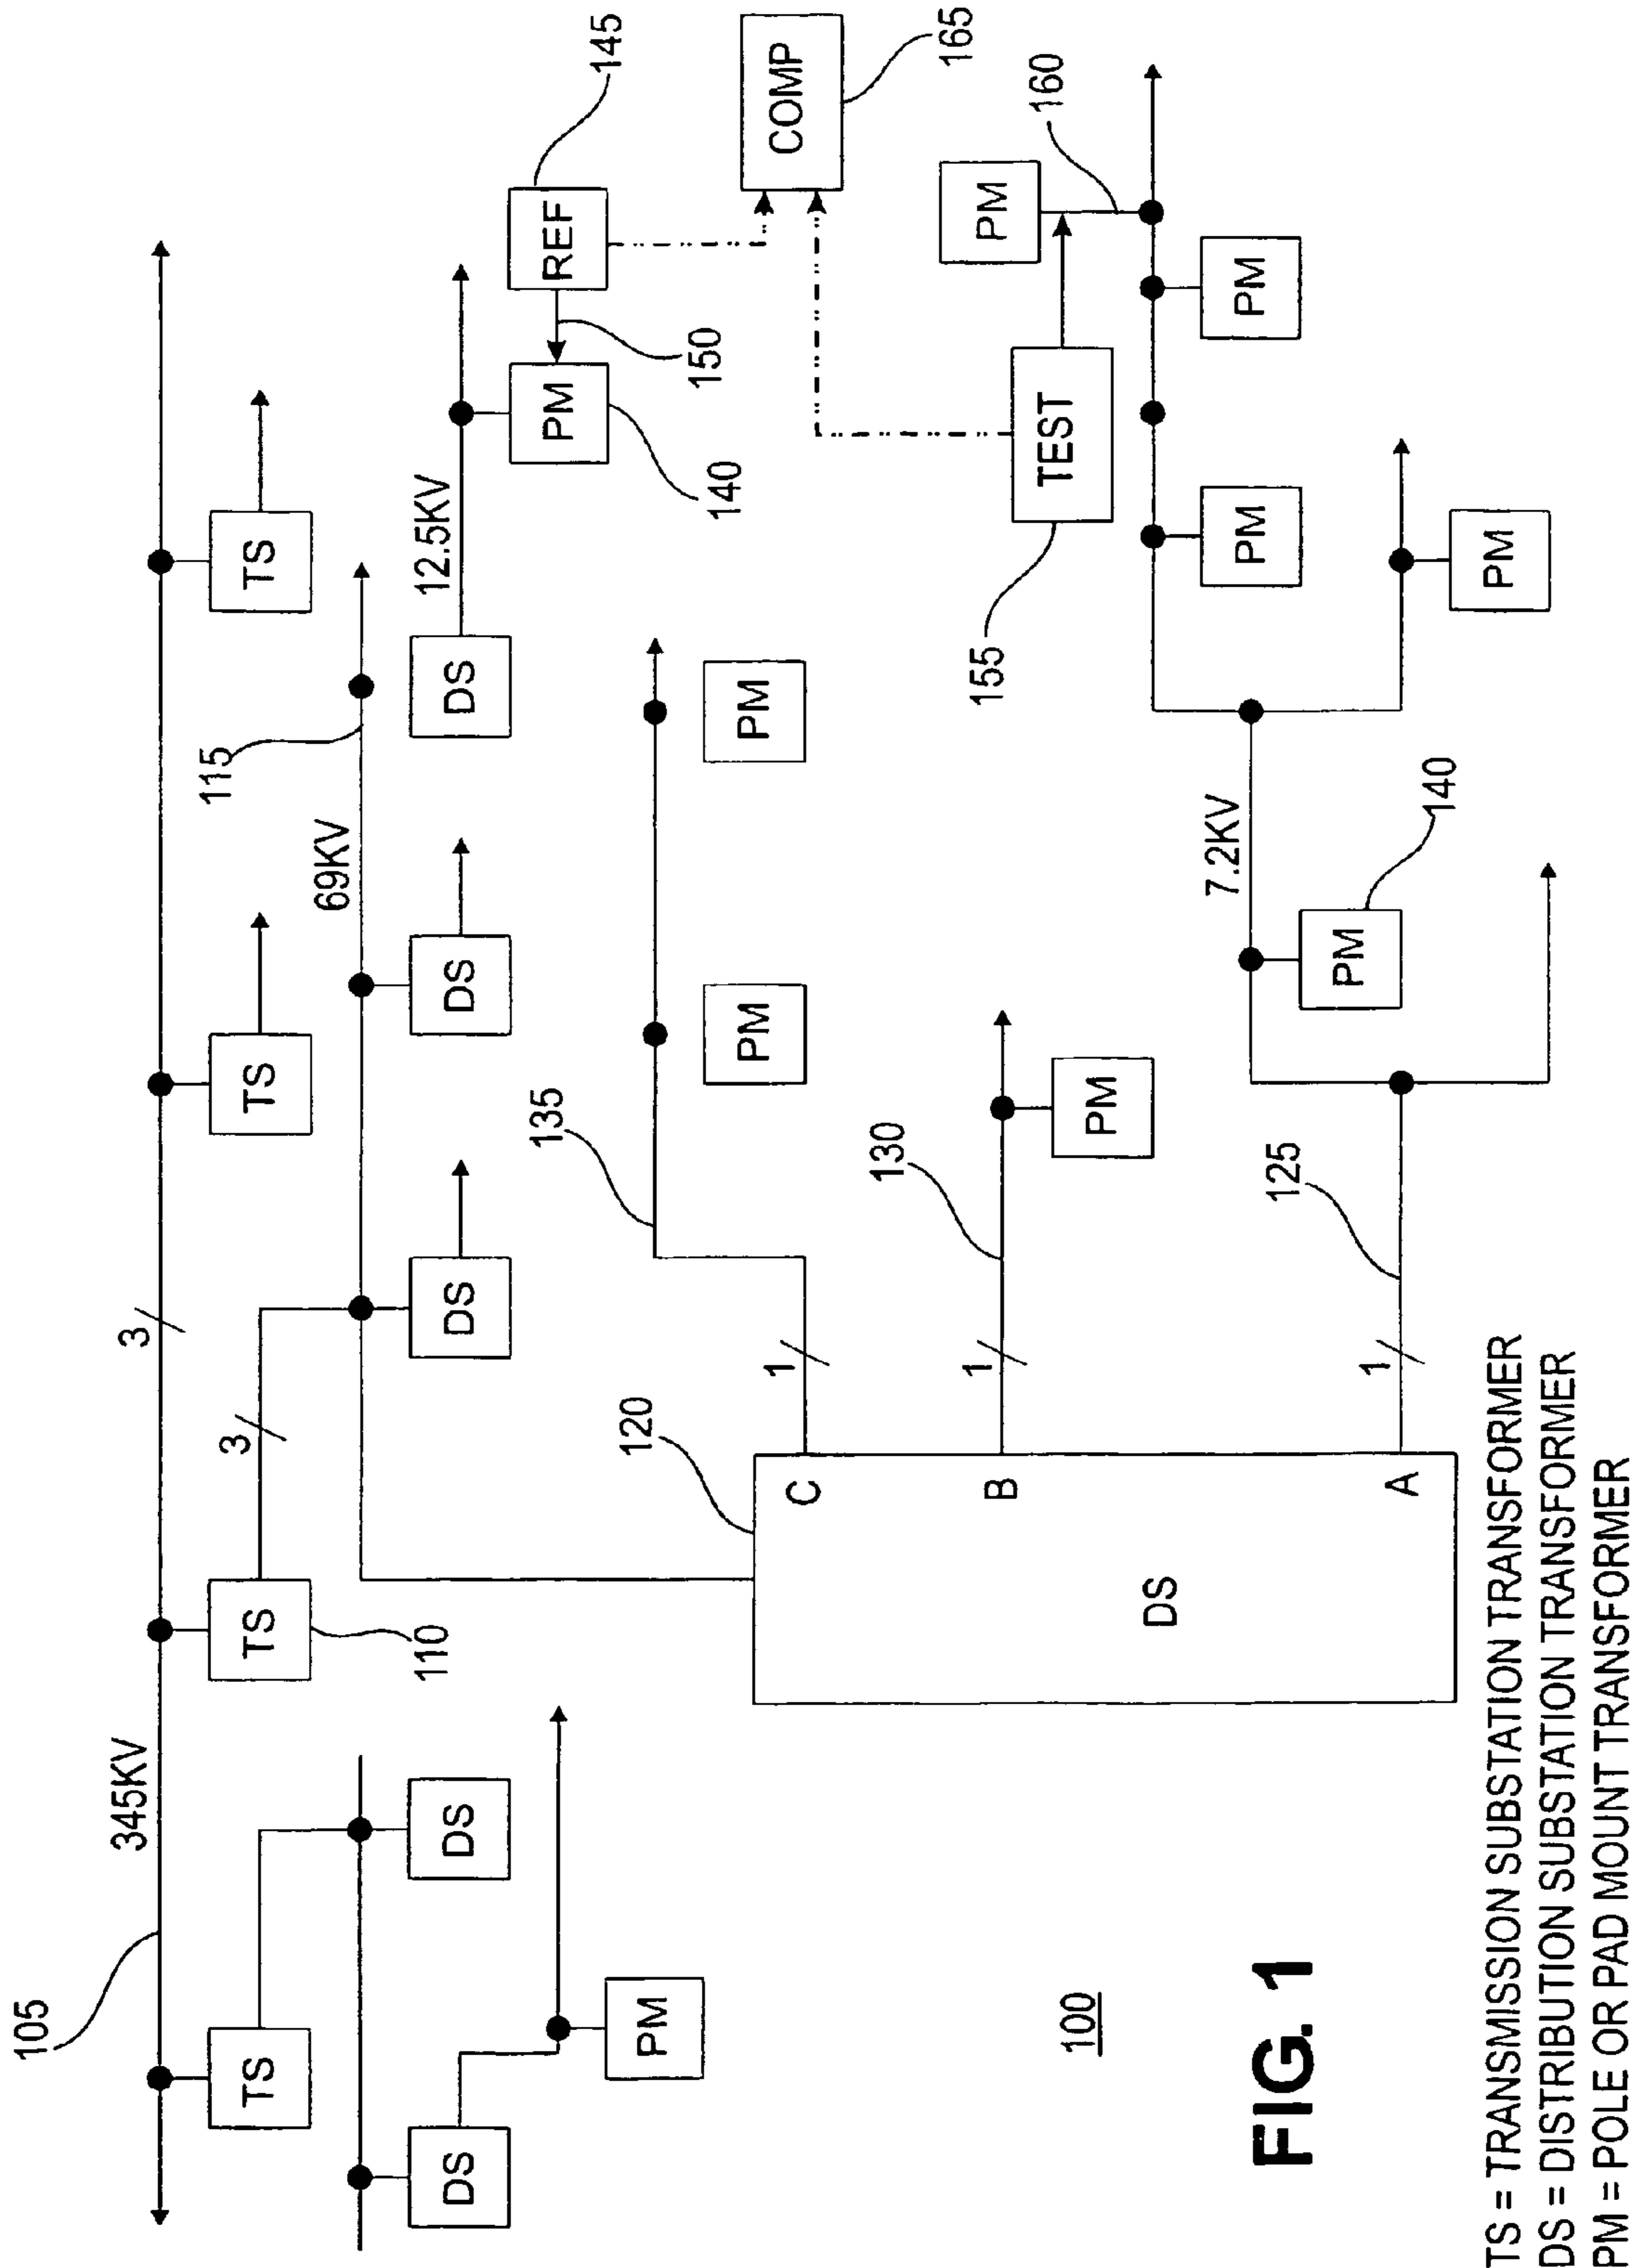 105
345KV
3
TS
TS
TS
TS
110
3
115
69KV
DS
DS
DS
DS
DS
DS
12.5KV
PM
PM
140
150
REF
145
COMP
165
135
PM
PM
120
C
B
A
DS
1
1
1
130
PM
125
7.2KV
PM
140
155
TEST
160
PM
PM
PM
PM
100
FIG. 1
TS = TRANSMISSION SUBSTATION TRANSFORMER
DS = DISTRIBUTION SUBSTATION TRANSFORMER
PM = POLE OR PAD MOUNT TRANSFORMER